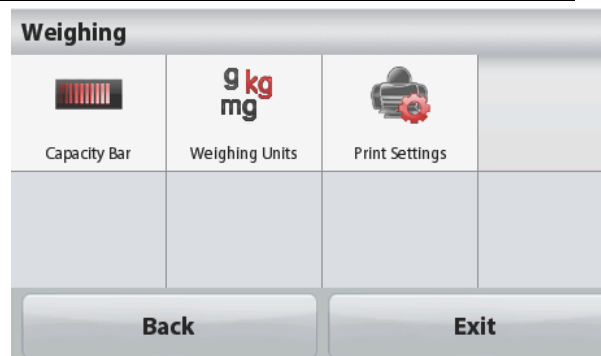 Weighing
g kg
mg
Capacity Bar
Weighing Units
Print Settings
Back
Exit